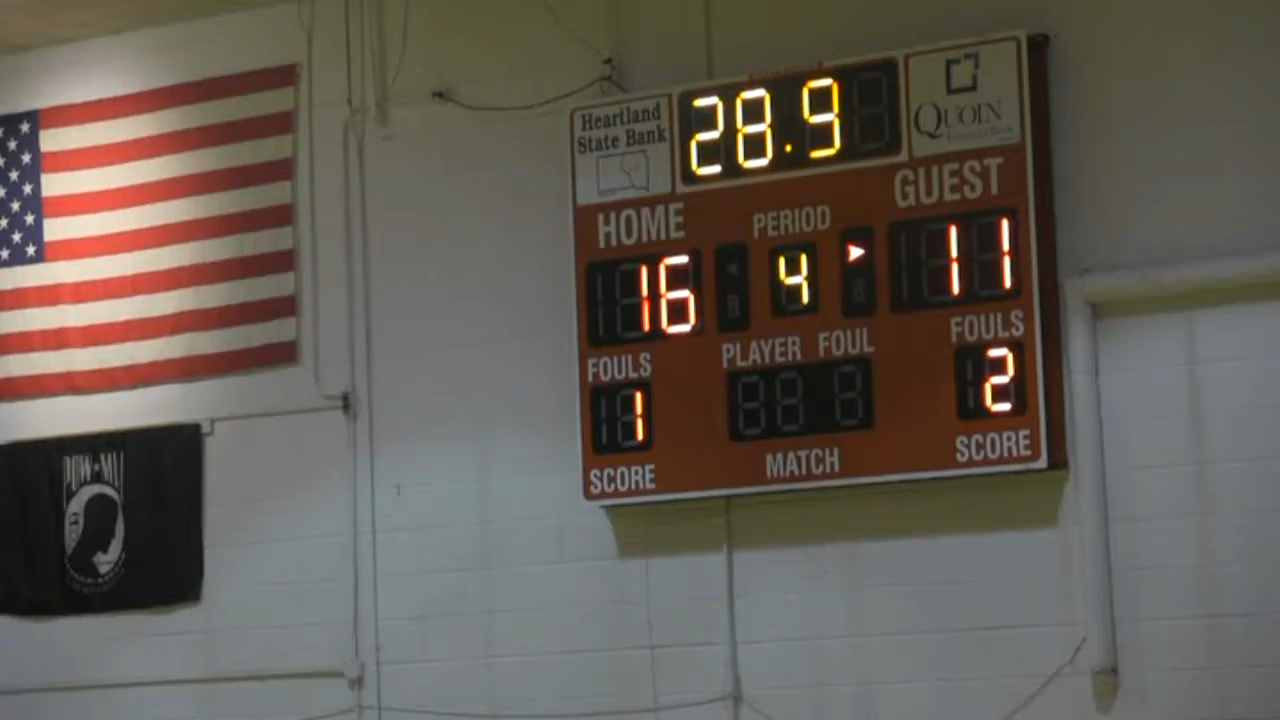 Heartland
State Bank
28.9
QUOIN
HOME
PERIOD
GUEST
16
4
11
FOULS
PLAYER FOUL
FOULS
1
2
SCORE
MATCH
SCORE
POW★MIA